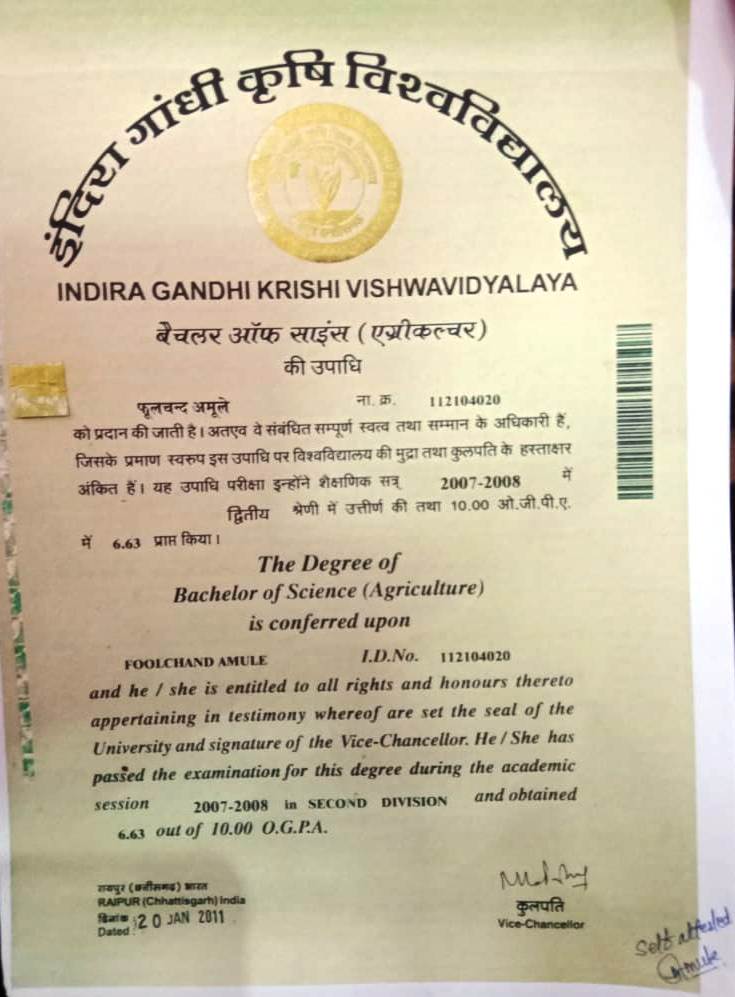 इंदिरा गांधी कृषि विश्वविद्यालय
INDIRA GANDHI KRISHI VISHWAVIDYALAYA
बैचलर ऑफ साइंस (एग्रीकल्चर)
की उपाधि
फूलचन्द अमूले ना. क्र. 112104020
को प्रदान की जाती है। अतएव वे संबंधित सम्पूर्ण स्वत्व तथा सम्मान के अधिकारी हैं,
जिसके प्रमाण स्वरुप इस उपाधि पर विश्वविद्यालय की मुद्रा तथा कुलपति के हस्ताक्षर
अंकित हैं। यह उपाधि परीक्षा इन्होंने शैक्षणिक सत्र् 2007-2008 में
द्वितीय श्रेणी में उत्तीर्ण की तथा 10.00 ओ.जी.पी.ए.
में 6.63 प्राप्त किया।
The Degree of
Bachelor of Science (Agriculture)
is conferred upon
FOOLCHAND AMULE I.D.No. 112104020
and he / she is entitled to all rights and honours thereto
appertaining in testimony whereof are set the seal of the
University and signature of the Vice-Chancellor. He / She has
passed the examination for this degree during the academic
session 2007-2008 in SECOND DIVISION and obtained
6.63 out of 10.00 O.G.P.A.
रायपुर (छत्तीसगढ़) भारत
RAIPUR (Chhattisgarh) India
दिनांक
Dated : 20 JAN 2011
कुलपति
Vice-Chancellor
Self attested
Amule